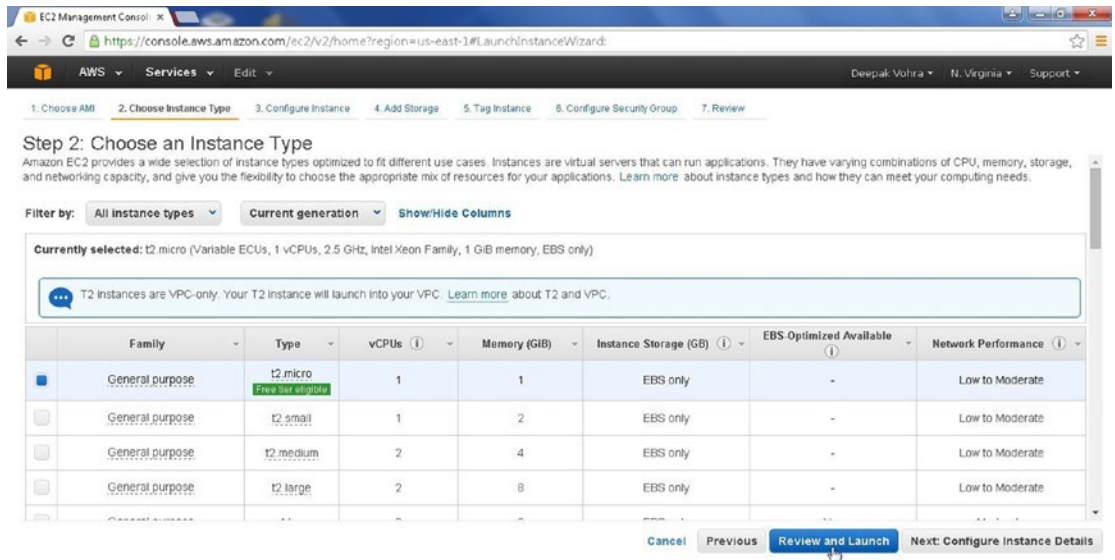 EC2 Management Consol
https://console.aws.amazon.com/ec2/v2/home?region=us-east-1#LaunchInstanceWizard:
AWS Services Edit Deepak Vohra N. Virginia Support
1. Choose AMI 2. Choose Instance Type 3. Configure Instance 4. Add Storage 5. Tag Instance 6. Configure Security Group 7. Review
Step 2: Choose an Instance Type
Amazon EC2 provides a wide selection of instance types optimized to fit different use cases. Instances are virtual servers that can run applications. They have varying combinations of CPU, memory, storage,
and networking capacity, and give you the flexibility to choose the appropriate mix of resources for your applications. Learn more about instance types and how they can meet your computing needs.
Filter by: All instance types Current generation Show/Hide Columns
Currently selected: t2.micro (Variable ECUs, 1 vCPUs, 2.5 GHz, Intel Xeon Family, 1 GiB memory, EBS only)
T2 instances are VPC-only. Your T2 instance will launch into your VPC. Learn more about T2 and VPC.
Family Type vCPUs Memory (GiB) Instance Storage (GB) EBS-Optimized Available Network Performance
General purpose t2.micro 1 1 EBS only - Low to Moderate
Free tier eligible
General purpose t2.small 1 2 EBS only - Low to Moderate
General purpose t2.medium 2 4 EBS only - Low to Moderate
General purpose t2.large 2 8 EBS only - Low to Moderate
Cancel Previous Review and Launch Next: Configure Instance Details